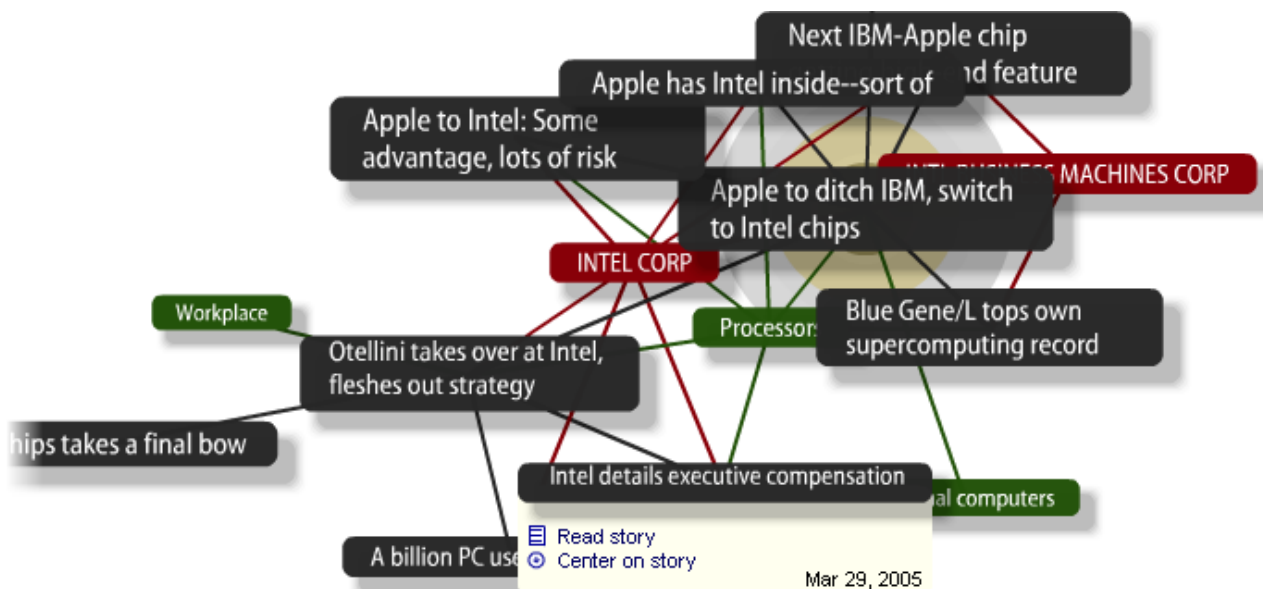 Next IBM-Apple chip
nd feature
Apple has Intel inside--sort of
Apple to Intel: Some
advantage, lots of risk
BUSINESS MACHINES CORP
Apple to ditch IBM, switch
to Intel chips
INTEL CORP
Workplace
Processors
Blue Gene/L tops own
supercomputing record
Otellini takes over at Intel,
fleshes out strategy
hips takes a final bow
Intel details executive compensation
al computers
Read story
Center on story
A billion PC use
Mar 29, 2005